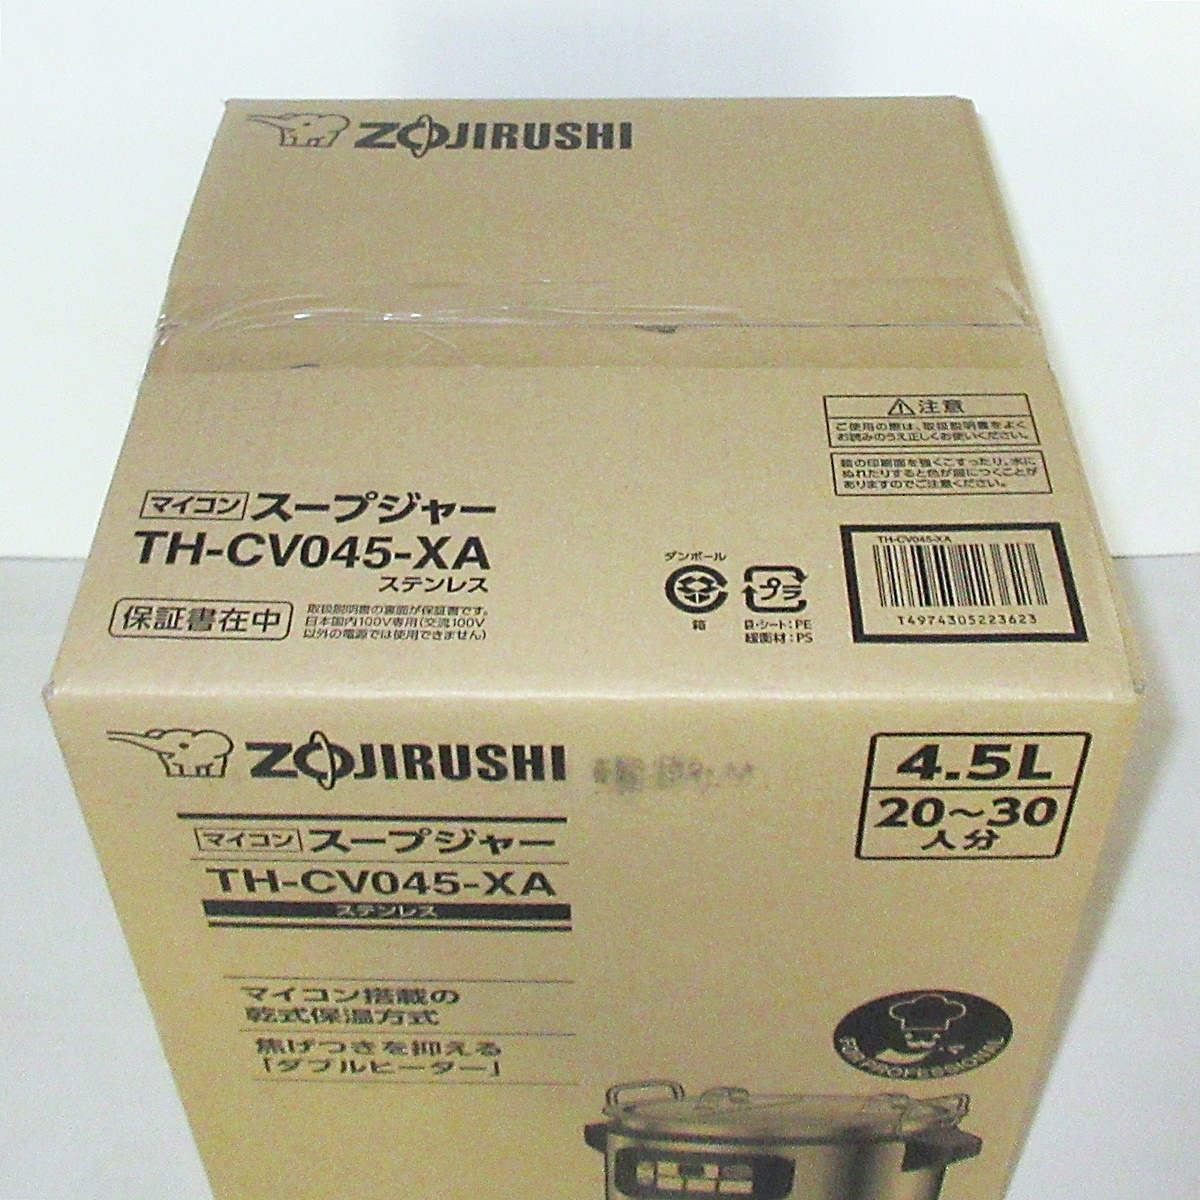 ZOJIRUSHI
⚠注意
ご使用の際は、取扱説明書をよく
お読みのうえ正しくお使いください。
箱の印刷面を強くこすったり、水に
ぬれたりすると色が服につくことが
ありますのでご注意ください。
マイコン スープジャー
TH-CV045-XA
ステンレス
保証書在中
取扱説明書の裏面が保証書です。
日本国内100V専用(交流100V
以外の電源では使用できません)
ダンボール
箱
プラ
袋・シート:PE
緩衝材:PS
TH-CV045-XA
T4974305223623
ZOJIRUSHI
マイコン スープジャー
TH-CV045-XA
ステンレス
4.5L
20〜30
人分
マイコン搭載の
乾式保温方式
焦げつきを抑える
「ダブルヒーター」
FOR PROFESSIONAL